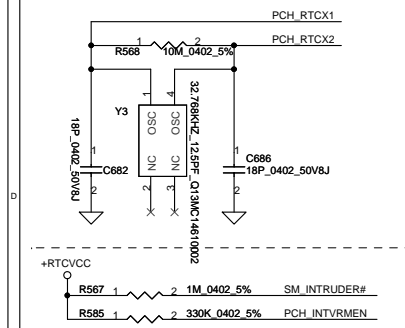 PCH_RTCX1
PCH_RTCX2
R568 1 2 10M_0402_5%
1 4
Y3
OSC OSC
NC NC
2 3
32.768KHZ_12.5PF_Q13MC14610002
18P_0402_50V8J
1
2 C682
1 C686
2 18P_0402_50V8J
D
+RTCVCC
R567 1 2 1M_0402_5% SM_INTRUDER#
R585 1 2 330K_0402_5% PCH_INTVRMEN